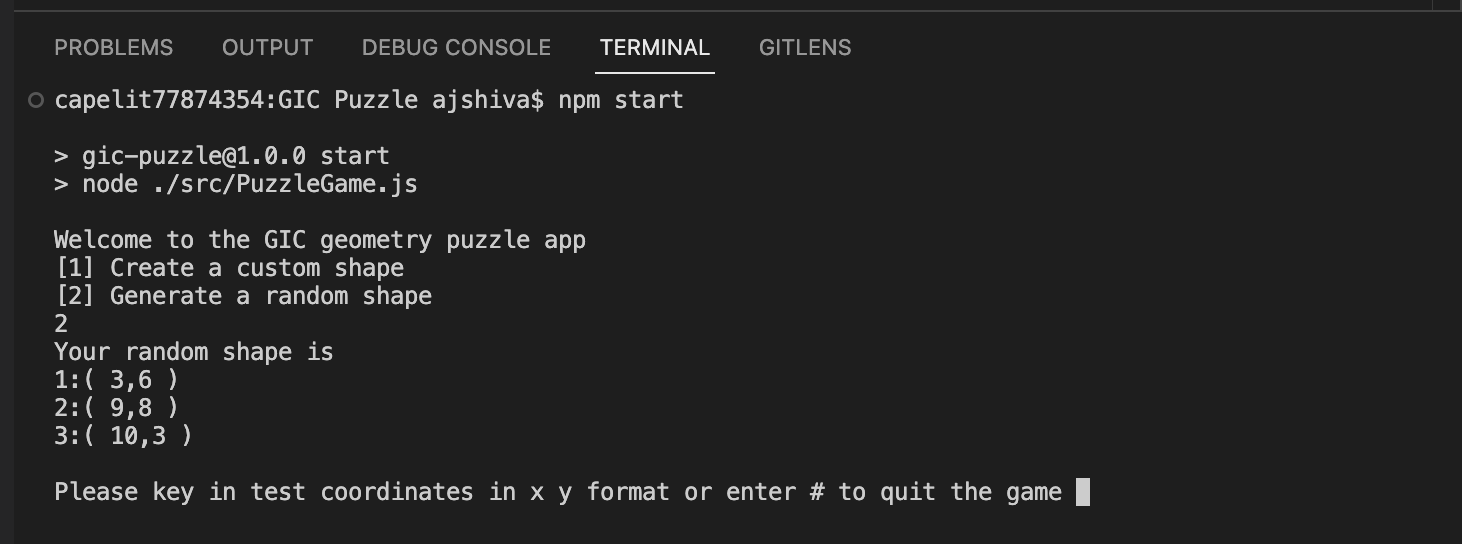 PROBLEMS OUTPUT DEBUG CONSOLE TERMINAL GITLENS
capelit77874354:GIC Puzzle ajshiva$ npm start
> gic-puzzle@1.0.0 start
> node ./src/PuzzleGame.js
Welcome to the GIC geometry puzzle app
[1] Create a custom shape
[2] Generate a random shape
2
Your random shape is
1:( 3,6 )
2:( 9,8 )
3:( 10,3 )
Please key in test coordinates in x y format or enter # to quit the game